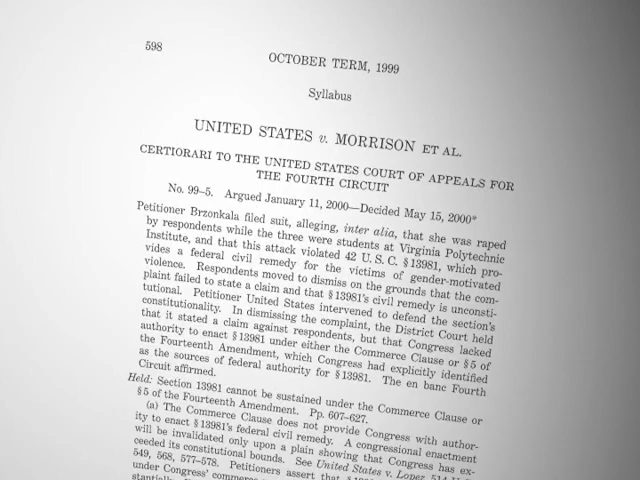 598
OCTOBER TERM, 1999
Syllabus
UNITED STATES v. MORRISON ET AL.
CERTIORARI TO THE UNITED STATES COURT OF APPEALS FOR
THE FOURTH CIRCUIT
No. 99–5. Argued January 11, 2000—Decided May 15, 2000*
Petitioner Brzonkala filed suit, alleging, inter alia, that she was raped
by respondents while the three were students at Virginia Polytechnic
Institute, and that this attack violated 42 U. S. C. § 13981, which pro-
vides a federal civil remedy for the victims of gender-motivated
violence. Respondents moved to dismiss on the grounds that the com-
plaint failed to state a claim and that § 13981's civil remedy is unconsti-
tutional. Petitioner United States intervened to defend the section's
constitutionality. In dismissing the complaint, the District Court held
that it stated a claim against respondents, but that Congress lacked
authority to enact § 13981 under either the Commerce Clause or § 5 of
the Fourteenth Amendment, which Congress had explicitly identified
as the sources of federal authority for § 13981. The en banc Fourth
Circuit affirmed.
Held: Section 13981 cannot be sustained under the Commerce Clause or
§ 5 of the Fourteenth Amendment. Pp. 607–627.
(a) The Commerce Clause does not provide Congress with author-
ity to enact § 13981's federal civil remedy. A congressional enactment
will be invalidated only upon a plain showing that Congress has ex-
ceeded its constitutional bounds. See United States v. Lopez, 514 U. S.
549, 568, 577–578. Petitioners assert that
under Congress'